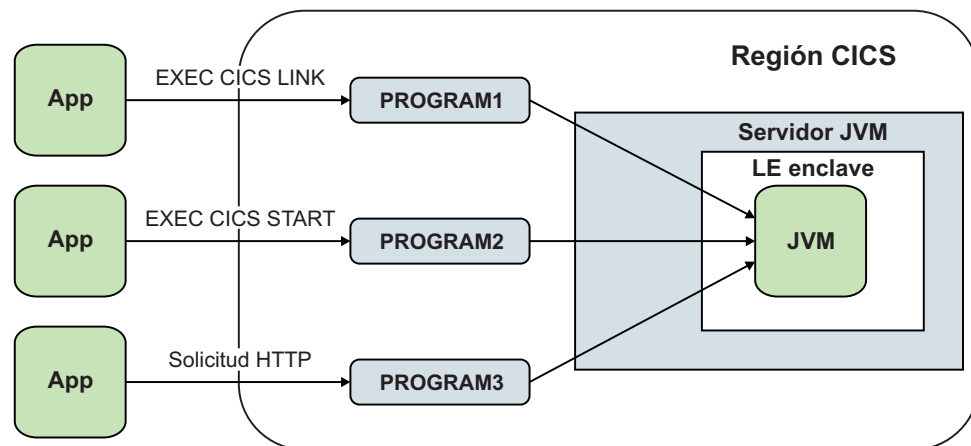 Región CICS
App
EXEC CICS LINK
PROGRAM1
Servidor JVM
LE enclave
App
EXEC CICS START
PROGRAM2
JVM
App
Solicitud HTTP
PROGRAM3